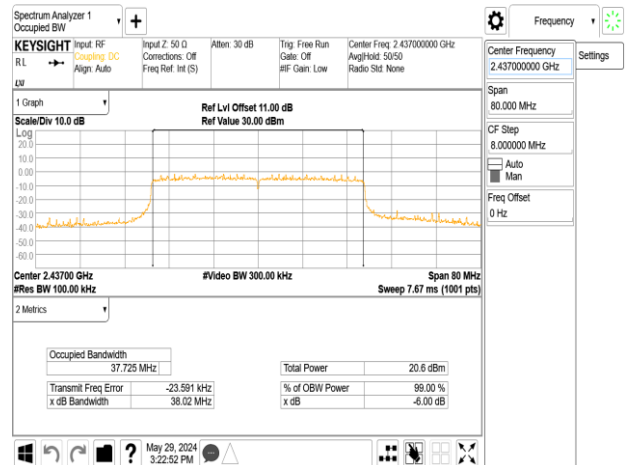 Spectrum Analyzer 1
Occupied BW
KEYSIGHT
R L
Input: RF
Coupling: DC
Align: Auto
Input Z: 50 Ω
Corrections: Off
Freq Ref: Int (S)
Atten: 30 dB
Trig: Free Run
Gate: Off
#IF Gain: Low
Center Freq: 2.437000000 GHz
Avg|Hold: 50/50
Radio Std: None
1 Graph
Scale/Div 10.0 dB
Ref Lvl Offset 11.00 dB
Ref Value 30.00 dBm
Log
20.0
10.0
0.00
-10.0
-20.0
-30.0
-40.0
-50.0
-60.0
Center 2.43700 GHz
#Video BW 300.00 kHz
Span 80 MHz
#Res BW 100.00 kHz
Sweep 7.67 ms (1001 pts)
2 Metrics
Occupied Bandwidth
37.725 MHz
Total Power 20.6 dBm
Transmit Freq Error -23.591 kHz
% of OBW Power 99.00 %
x dB Bandwidth 38.02 MHz
x dB -6.00 dB
?
May 29, 2024
3:22:52 PM
Frequency
Center Frequency
2.437000000 GHz
Settings
Span
80.000 MHz
CF Step
8.000000 MHz
Auto
Man
Freq Offset
0 Hz